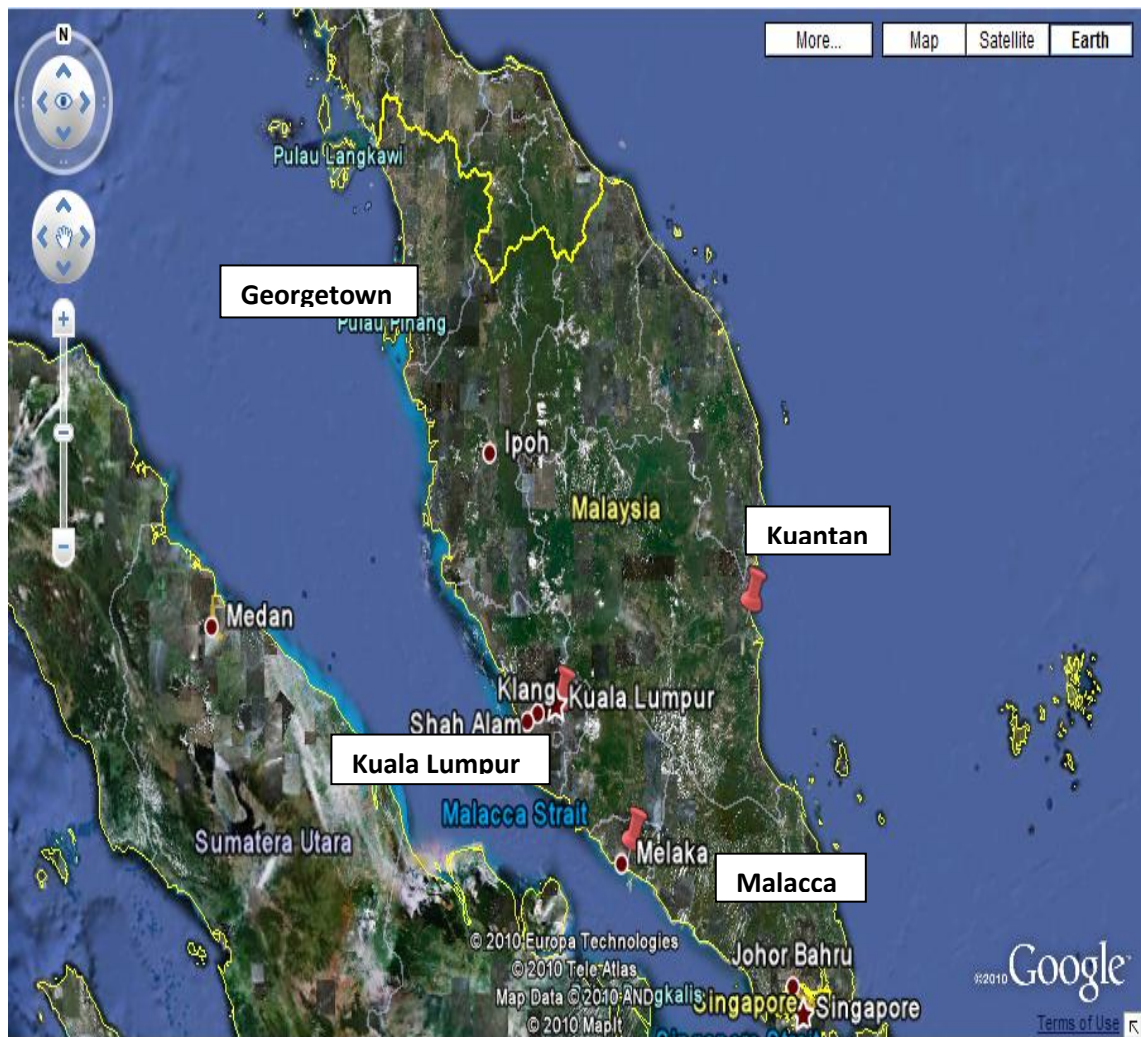 N
More...
Map
Satellite
Earth
Pulau Langkawi
Georgetown
Pulau Pinang
Ipoh
Malaysia
Kuantan
Medan
Klang
Kuala Lumpur
Shah Alam
Kuala Lumpur
Malacca Strait
Sumatera Utara
Melaka
Malacca
© 2010 Europa Technologies
© 2010 Tele Atlas
Map Data © 2010 AND
gkalis
© 2010 MapIt
Johor Bahru
Singapore
Singapore
©2010 Google
Terms of Use